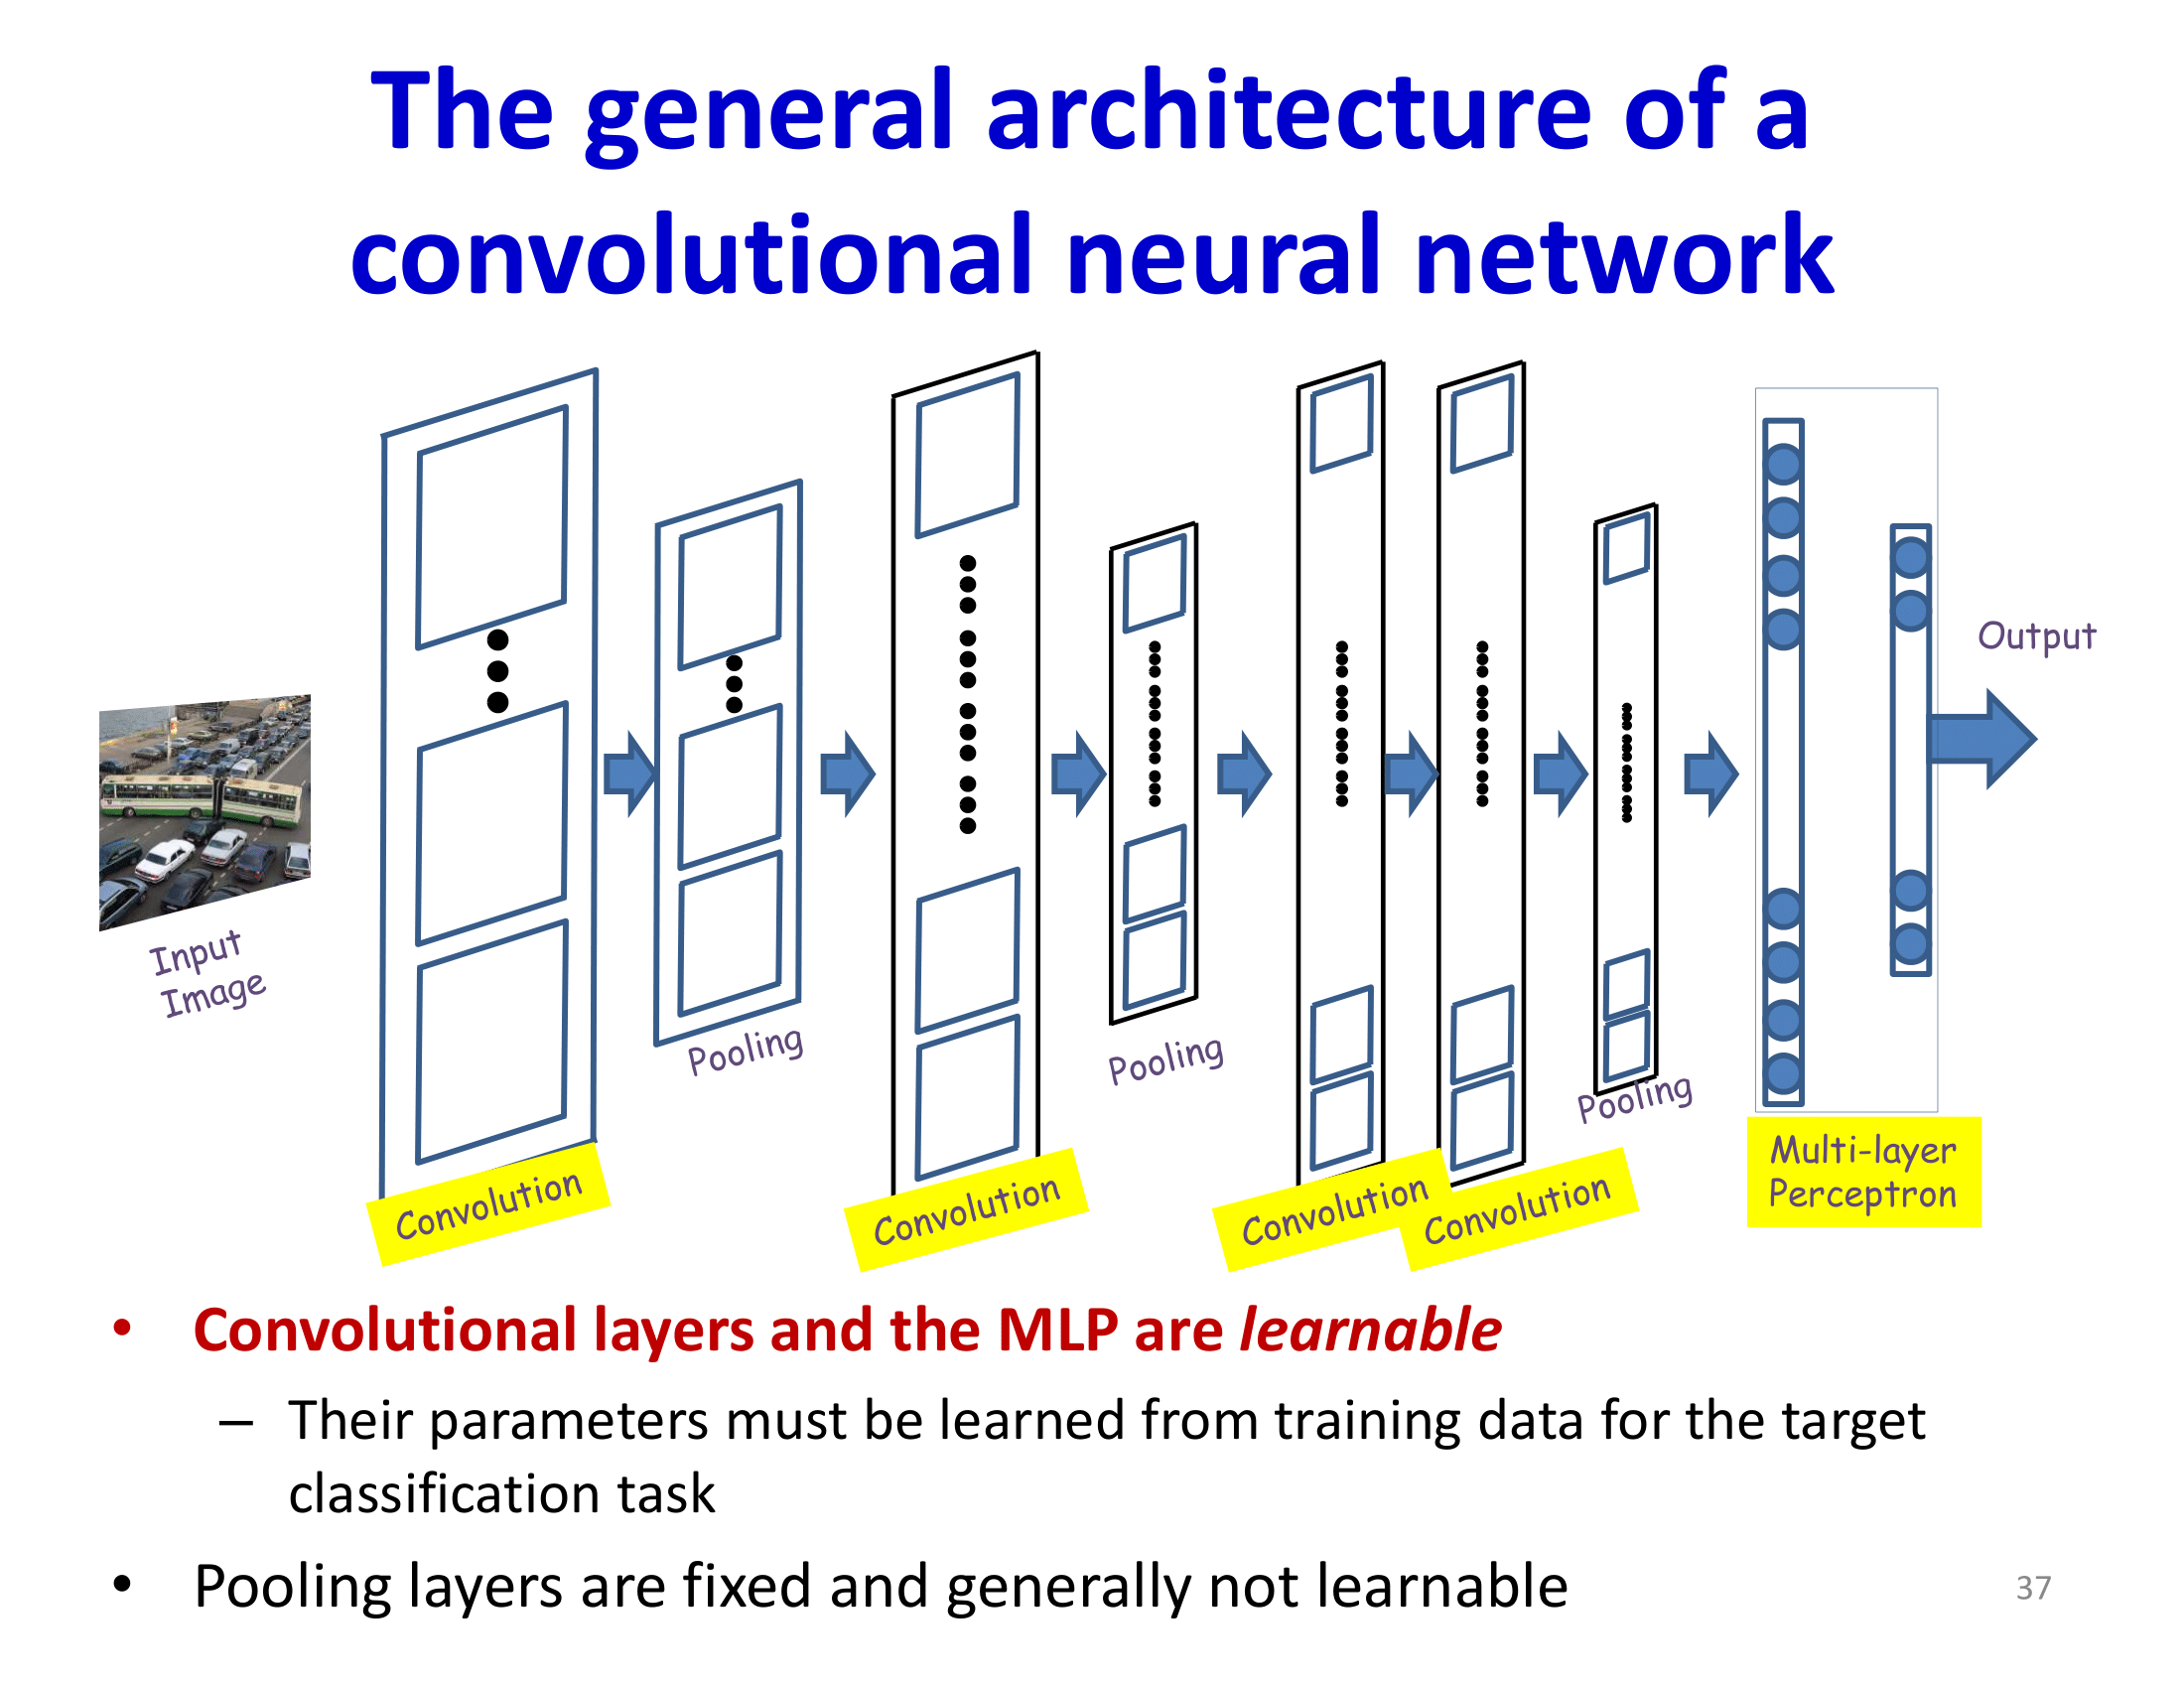 The general architecture of a
convolutional neural network
Input
Image
Convolution
Pooling
Convolution
Pooling
Convolution
Convolution
Pooling
Multi-layer
Perceptron
Output
• Convolutional layers and the MLP are learnable
– Their parameters must be learned from training data for the target
classification task
• Pooling layers are fixed and generally not learnable
37